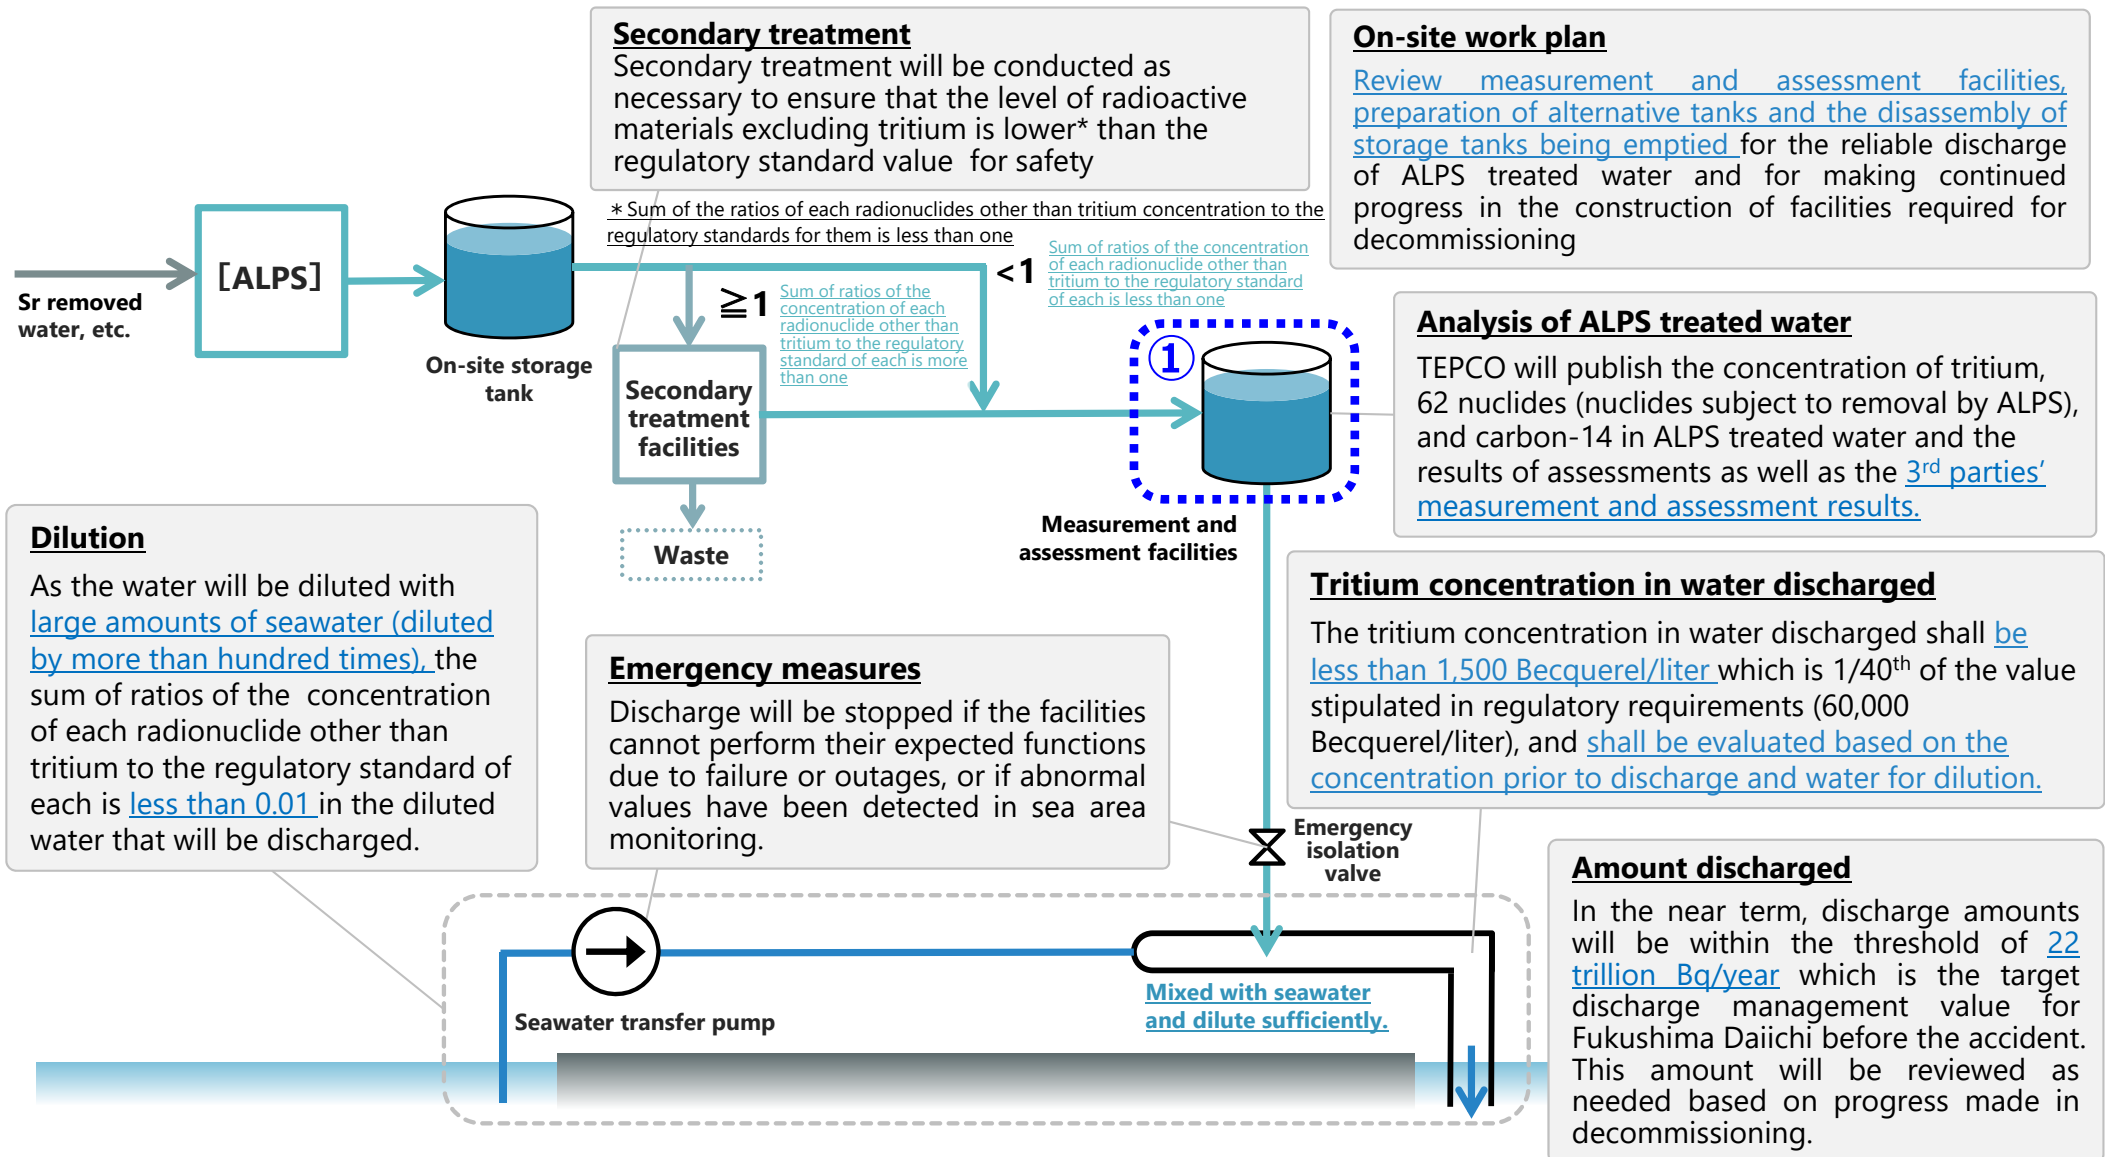 Secondary treatment
Secondary treatment will be conducted as
necessary to ensure that the level of radioactive
materials excluding tritium is lower* than the
regulatory standard value for safety
On-site work plan
Review measurement and assessment facilities,
preparation of alternative tanks and the disassembly of
storage tanks being emptied for the reliable discharge
of ALPS treated water and for making continued
progress in the construction of facilities required for
decommissioning
*Sum of the ratios of each radionuclides other than tritium concentration to the
regulatory standards for them is less than one
Sr removed
water, etc.
[ALPS]
On-site storage
tank
≧1
Sum of ratios of the
concentration of each
radionuclide other than
tritium to the regulatory
standard of each is more
than one
<1
Sum of ratios of the concentration
of each radionuclide other than
tritium to the regulatory standard
of each is less than one
Secondary
treatment
facilities
Waste
①
Measurement and
assessment facilities
Analysis of ALPS treated water
TEPCO will publish the concentration of tritium,
62 nuclides (nuclides subject to removal by ALPS),
and carbon-14 in ALPS treated water and the
results of assessments as well as the 3rd parties’
measurement and assessment results.
Dilution
As the water will be diluted with
large amounts of seawater (diluted
by more than hundred times), the
sum of ratios of the concentration
of each radionuclide other than
tritium to the regulatory standard of
each is less than 0.01 in the diluted
water that will be discharged.
Emergency measures
Discharge will be stopped if the facilities
cannot perform their expected functions
due to failure or outages, or if abnormal
values have been detected in sea area
monitoring.
Tritium concentration in water discharged
The tritium concentration in water discharged shall be
less than 1,500 Becquerel/liter which is 1/40th of the value
stipulated in regulatory requirements (60,000
Becquerel/liter), and shall be evaluated based on the
concentration prior to discharge and water for dilution.
Emergency
isolation
valve
Amount discharged
In the near term, discharge amounts
will be within the threshold of 22
trillion Bq/year which is the target
discharge management value for
Fukushima Daiichi before the accident.
This amount will be reviewed as
needed based on progress made in
decommissioning.
Seawater transfer pump
Mixed with seawater
and dilute sufficiently.